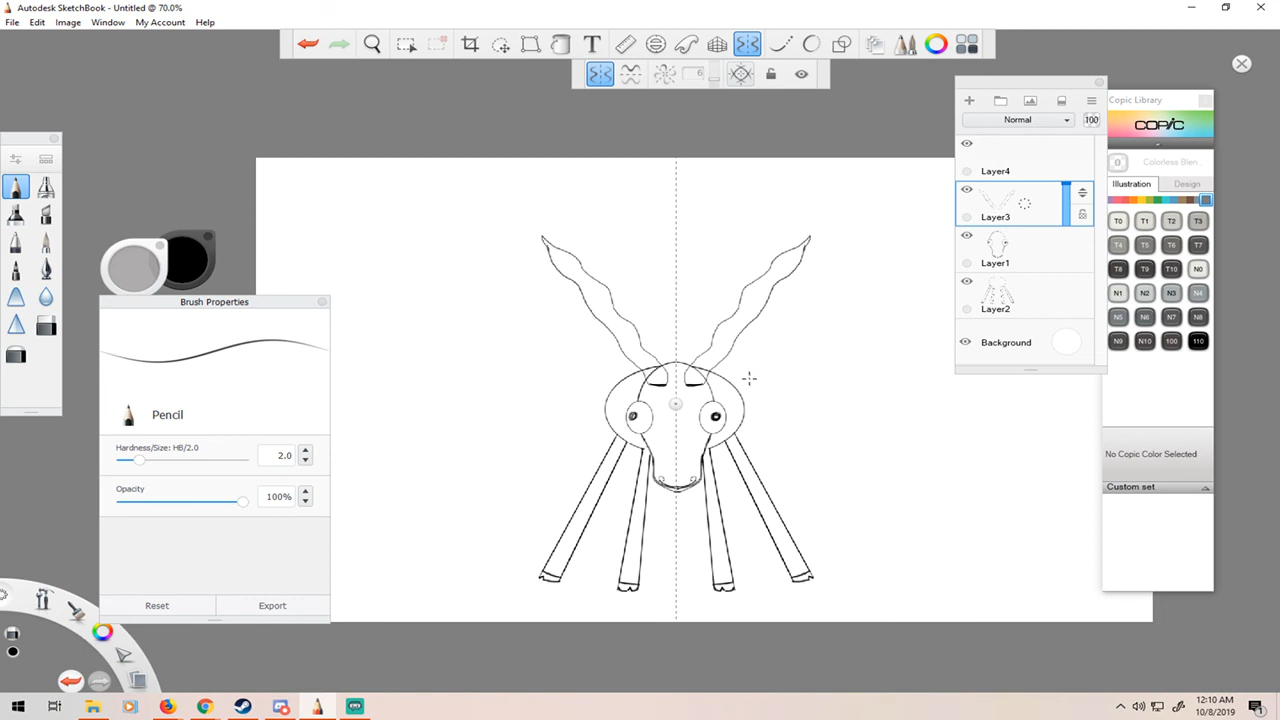 Autodesk SketchBook - Untitled @ 70.0%
File Edit Image Window My Account Help
T
6
Normal 100
Layer4
Layer3
Layer1
Layer2
Background
Copic Library
COPIC
0 Colorless Blen...
Illustration Design
T0 T1 T2 T3
T4 T5 T6 T7
T8 T9 T10 N0
N1 N2 N3 N4
N5 N6 N7 N8
N9 N10 100 110
No Copic Color Selected
Custom set
Brush Properties
Pencil
Hardness/Size: HB/2.0
2.0
Opacity
100%
Reset Export
12:10 AM
10/8/2019
1